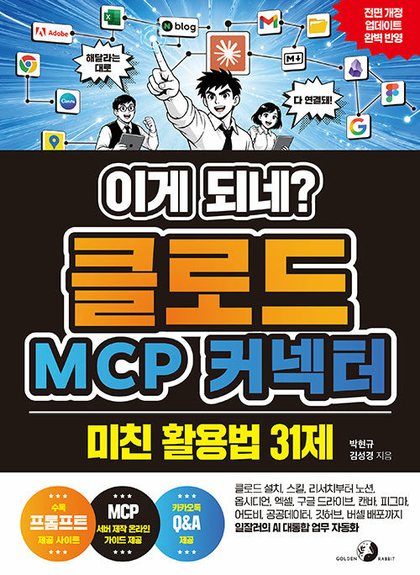 전면 개정
업데이트
완벽 반영
Adobe
blog
해달라는
대로
다 연결돼!
Canva
이게 되네?
클로드
MCP 커넥터
미친 활용법 31제
박현규
김성경 지음
수록
프롬프트
제공 사이트
MCP
서버 제작 온라인
가이드 제공
카카오톡
Q&A
제공
클로드 설치, 스킬, 리서치부터 노션,
옵시디언, 엑셀, 구글 드라이브, 캔바, 피그마,
어도비, 공공데이터, 깃허브, 버셀 배포까지
일잘러의 AI 대통합 업무 자동화
GOLDEN RABBIT